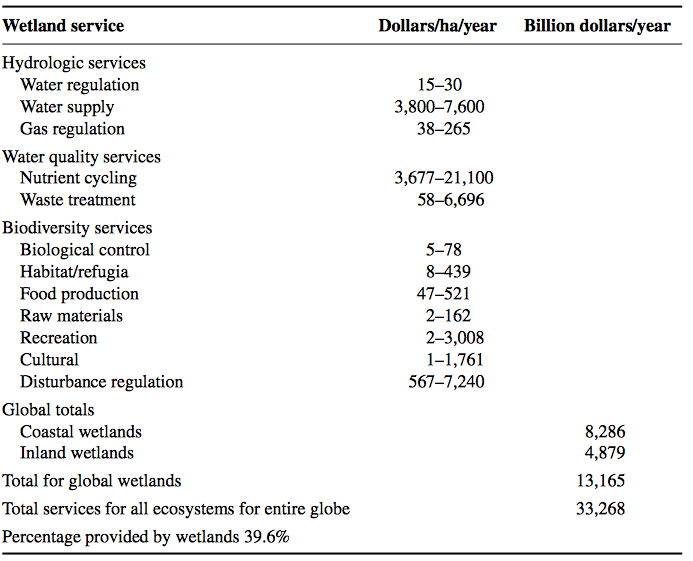 Wetland service Dollars/ha/year Billion dollars/year
Hydrologic services
Water regulation 15–30
Water supply 3,800–7,600
Gas regulation 38–265
Water quality services
Nutrient cycling 3,677–21,100
Waste treatment 58–6,696
Biodiversity services
Biological control 5–78
Habitat/refugia 8–439
Food production 47–521
Raw materials 2–162
Recreation 2–3,008
Cultural 1–1,761
Disturbance regulation 567–7,240
Global totals
Coastal wetlands 8,286
Inland wetlands 4,879
Total for global wetlands 13,165
Total services for all ecosystems for entire globe 33,268
Percentage provided by wetlands 39.6%